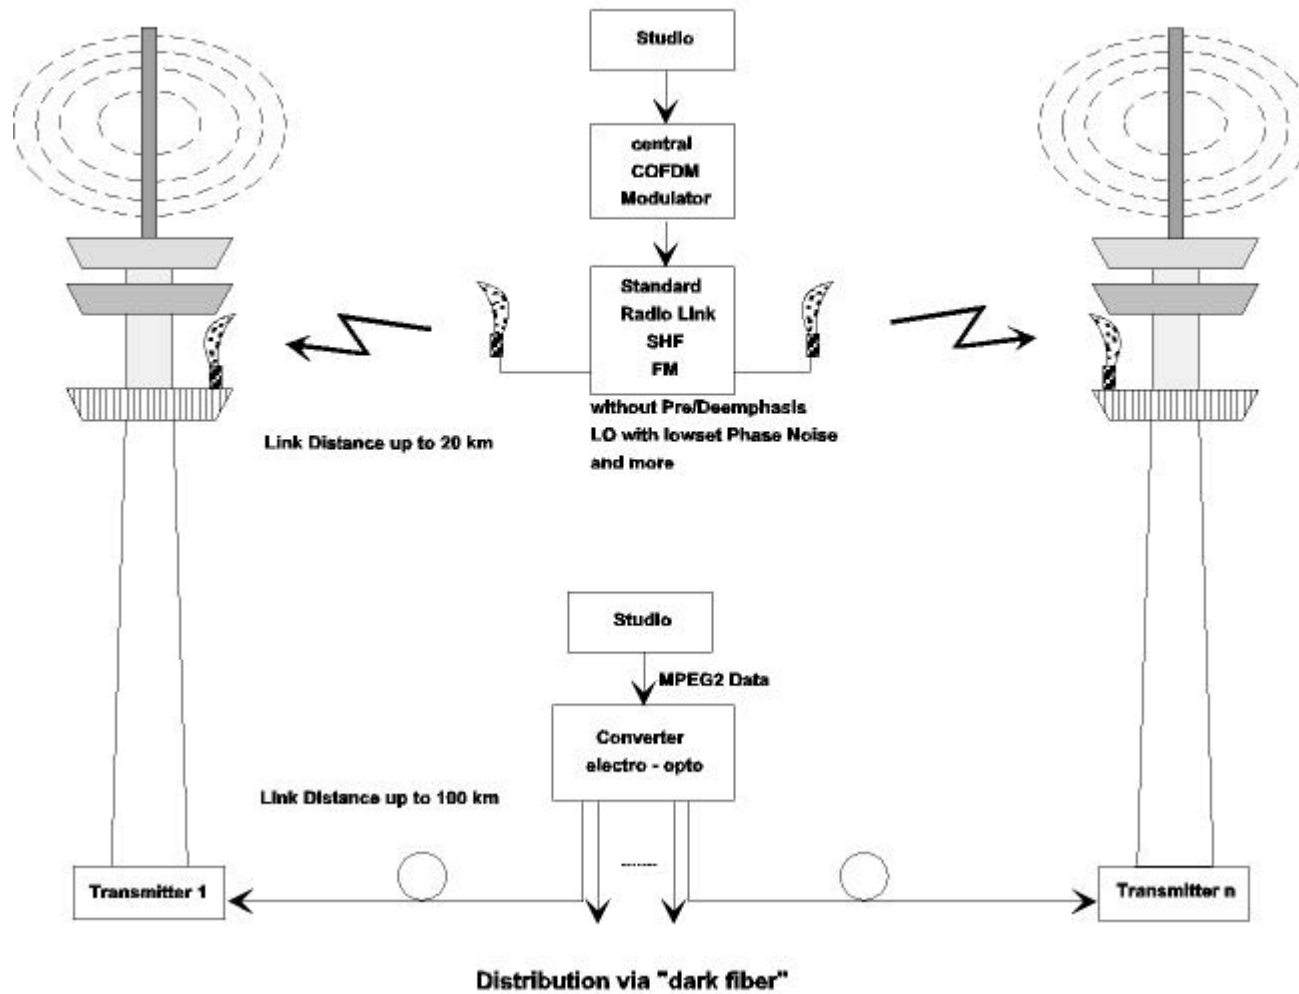 Studio
central
COFDM
Modulator
Standard
Radio Link
SHF
FM
without Pre/Deemphasis
LO with lowset Phase Noise
and more
Link Distance up to 20 km
Studio
MPEG2 Data
Converter
electro - opto
Link Distance up to 100 km
Transmitter 1
Transmitter n
Distribution via "dark fiber"